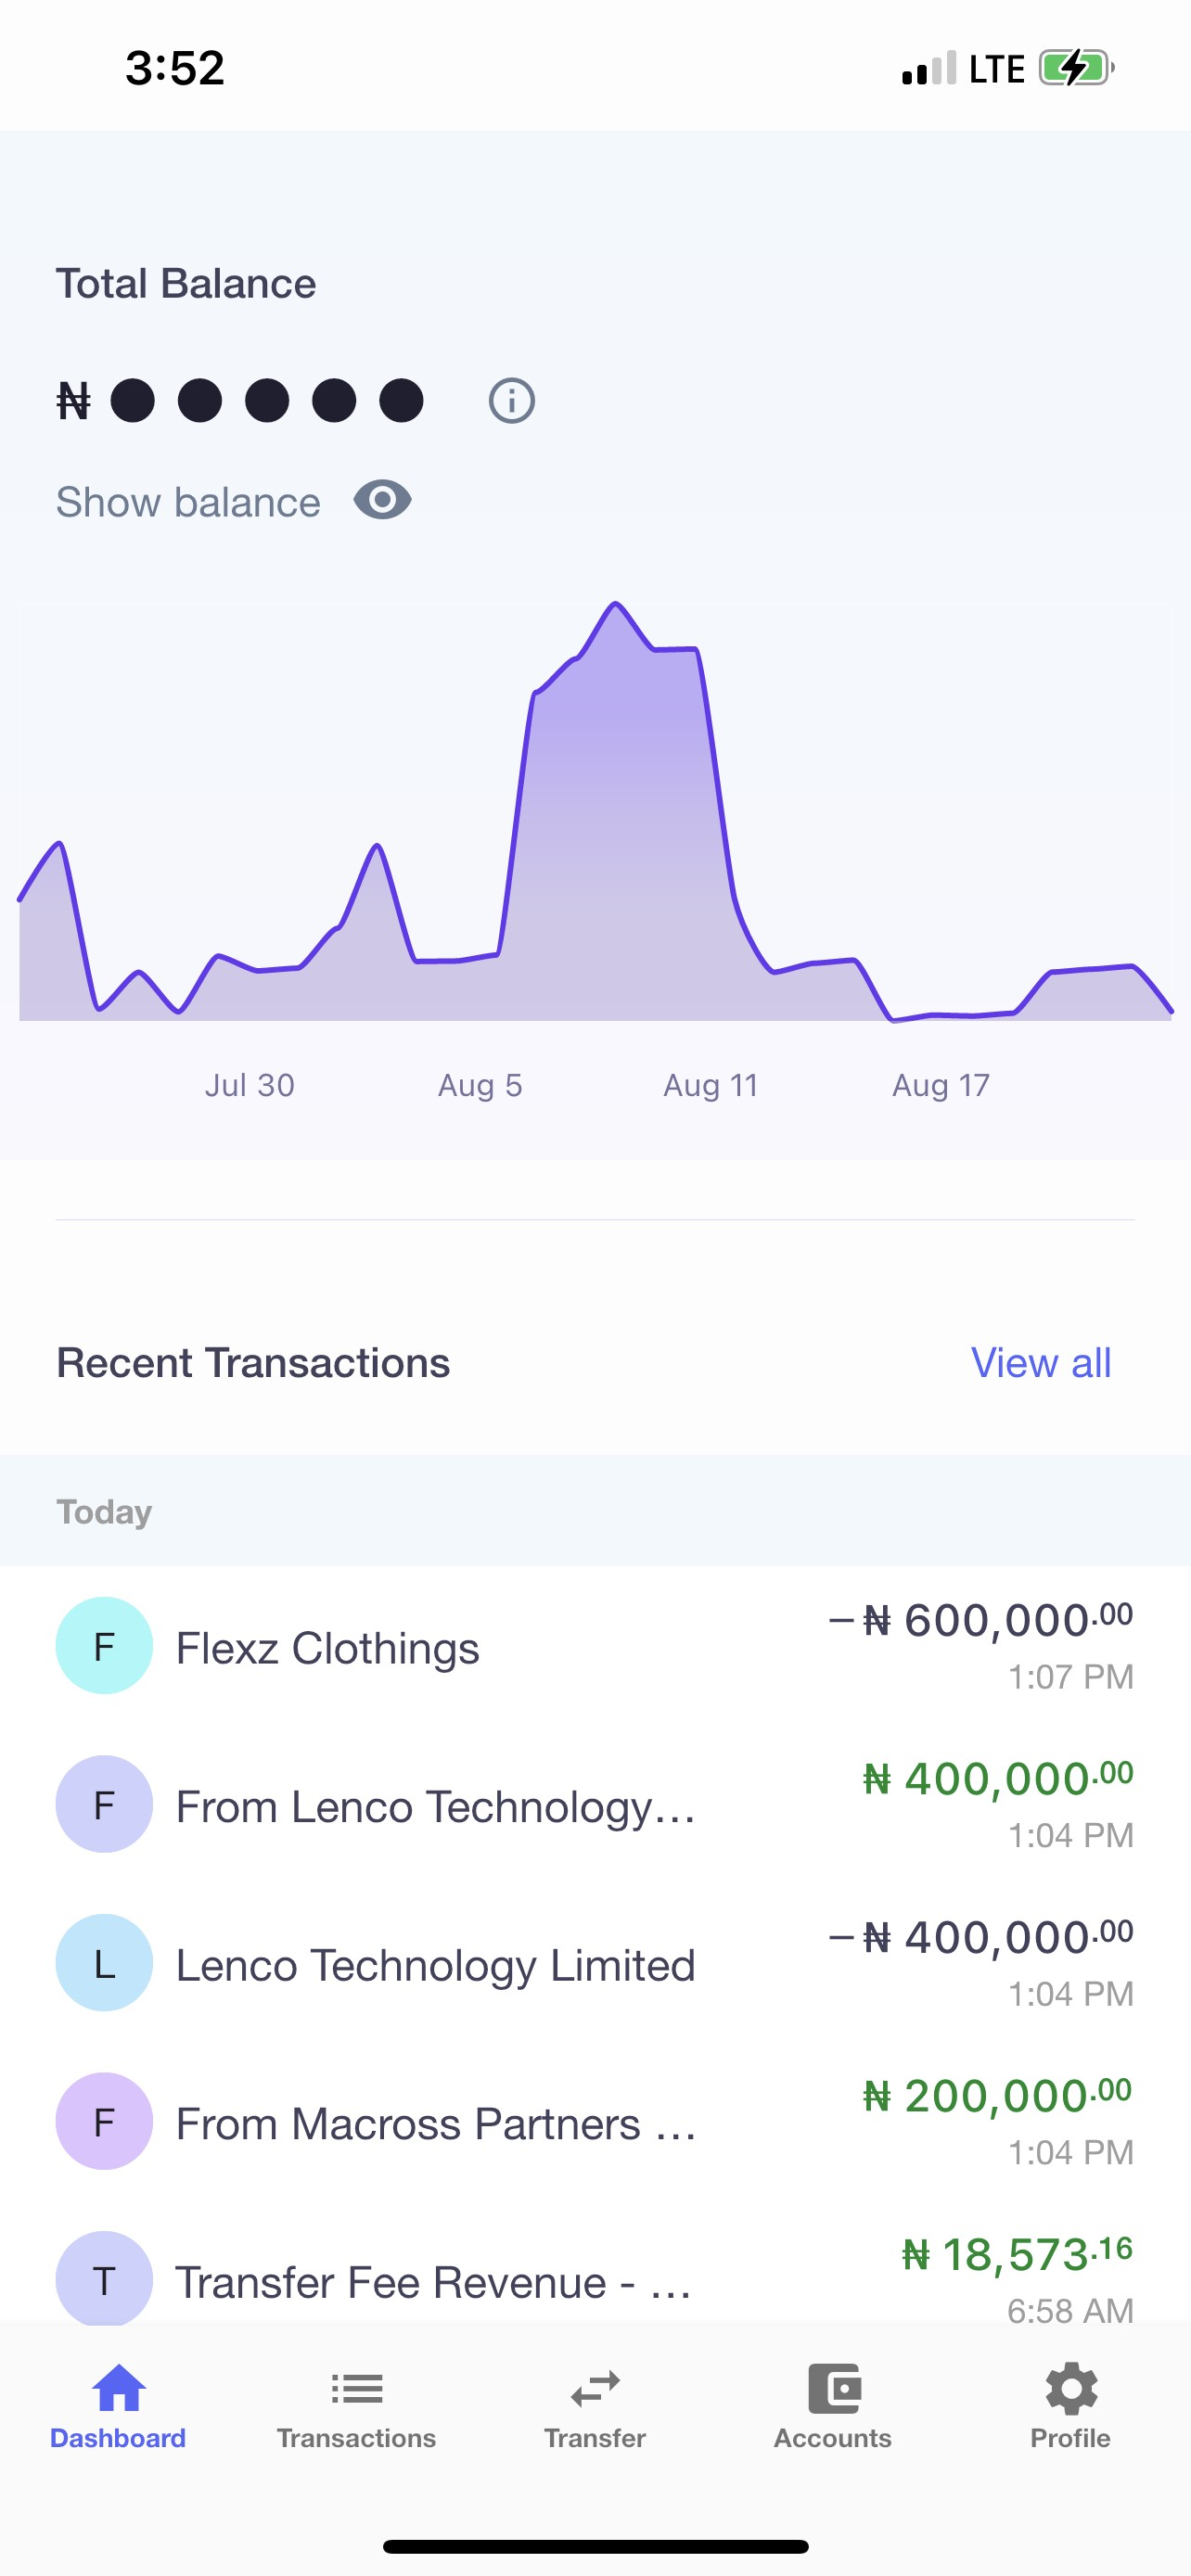 3:52 LTE
Total Balance
₦
Show balance
Jul 30 Aug 5 Aug 11 Aug 17
Recent Transactions View all
Today
F Flexz Clothings –₦ 600,000.00
1:07 PM
F From Lenco Technology... ₦ 400,000.00
1:04 PM
L Lenco Technology Limited –₦ 400,000.00
1:04 PM
F From Macross Partners ... ₦ 200,000.00
1:04 PM
T Transfer Fee Revenue - ... ₦ 18,573.16
6:58 AM
Dashboard Transactions Transfer Accounts Profile